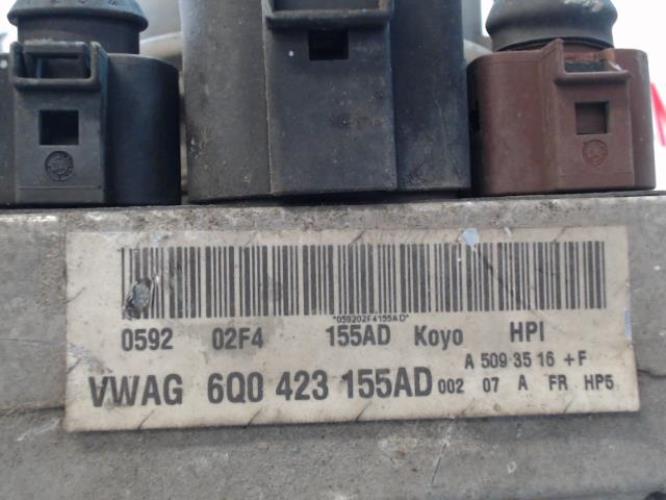 *059202F4155AD*
0592 02F4 155AD Koyo HPI
A 509 35 16 +F
VWAG 6Q0 423 155AD 002 07 A FR HP5